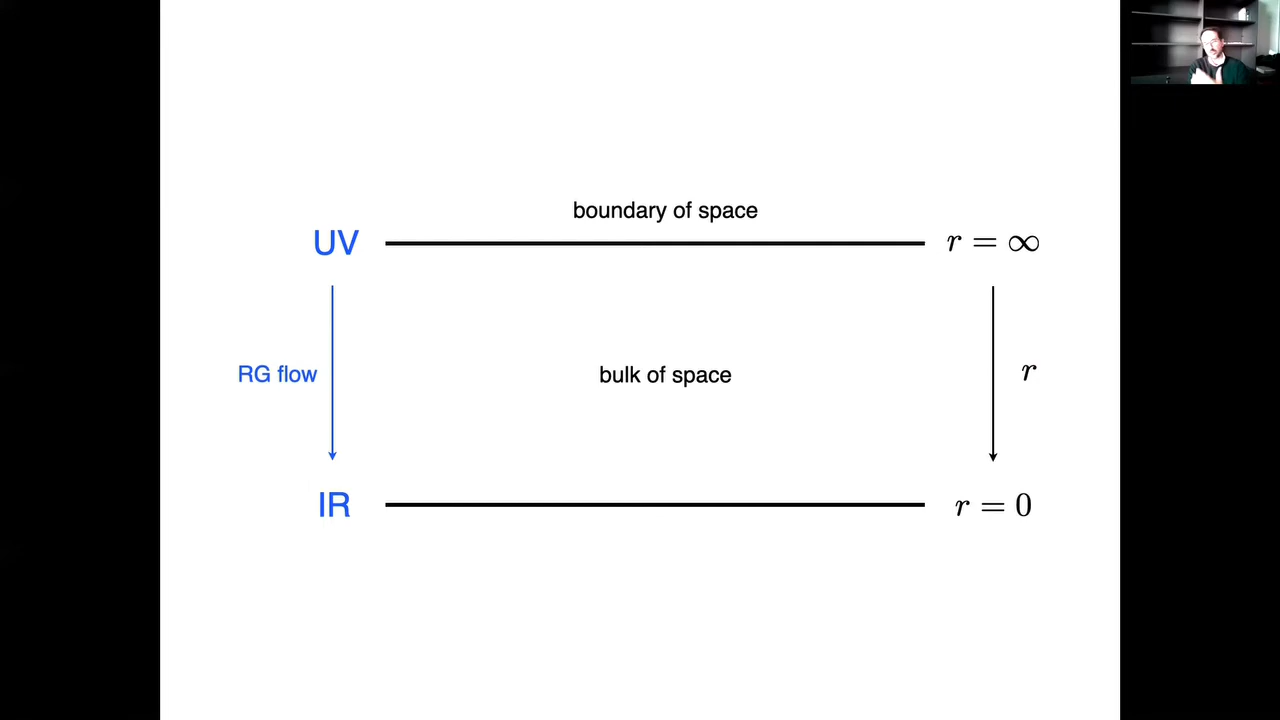 boundary of space
UV
r = ∞
RG flow
bulk of space
r
IR
r = 0